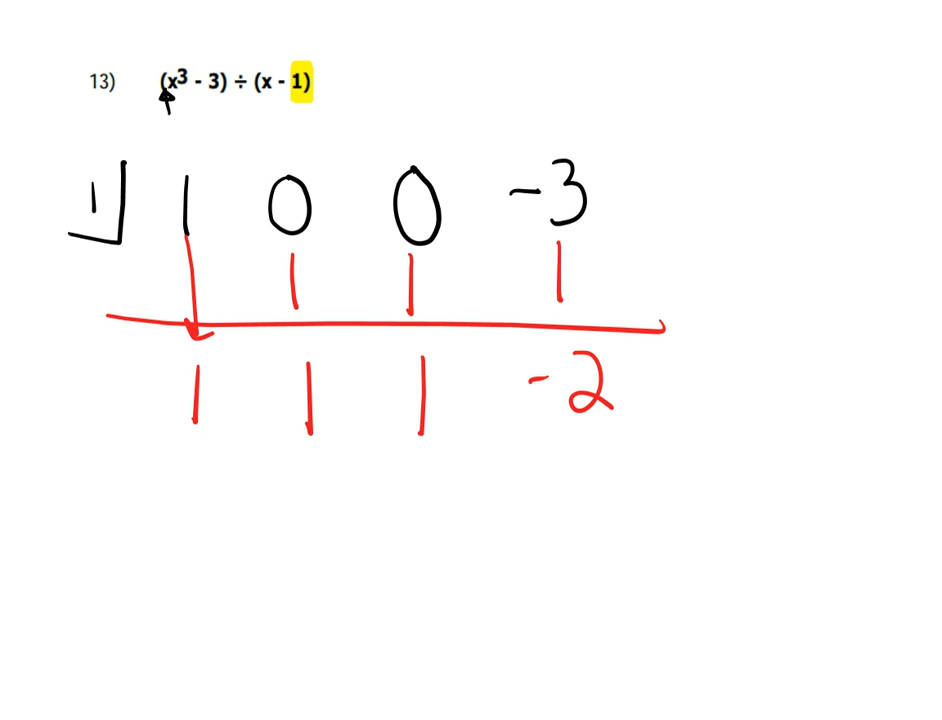 13) (x³ - 3) ÷ (x - 1)
1 1 0 0 -3
1 1 1
1 1 1 -2